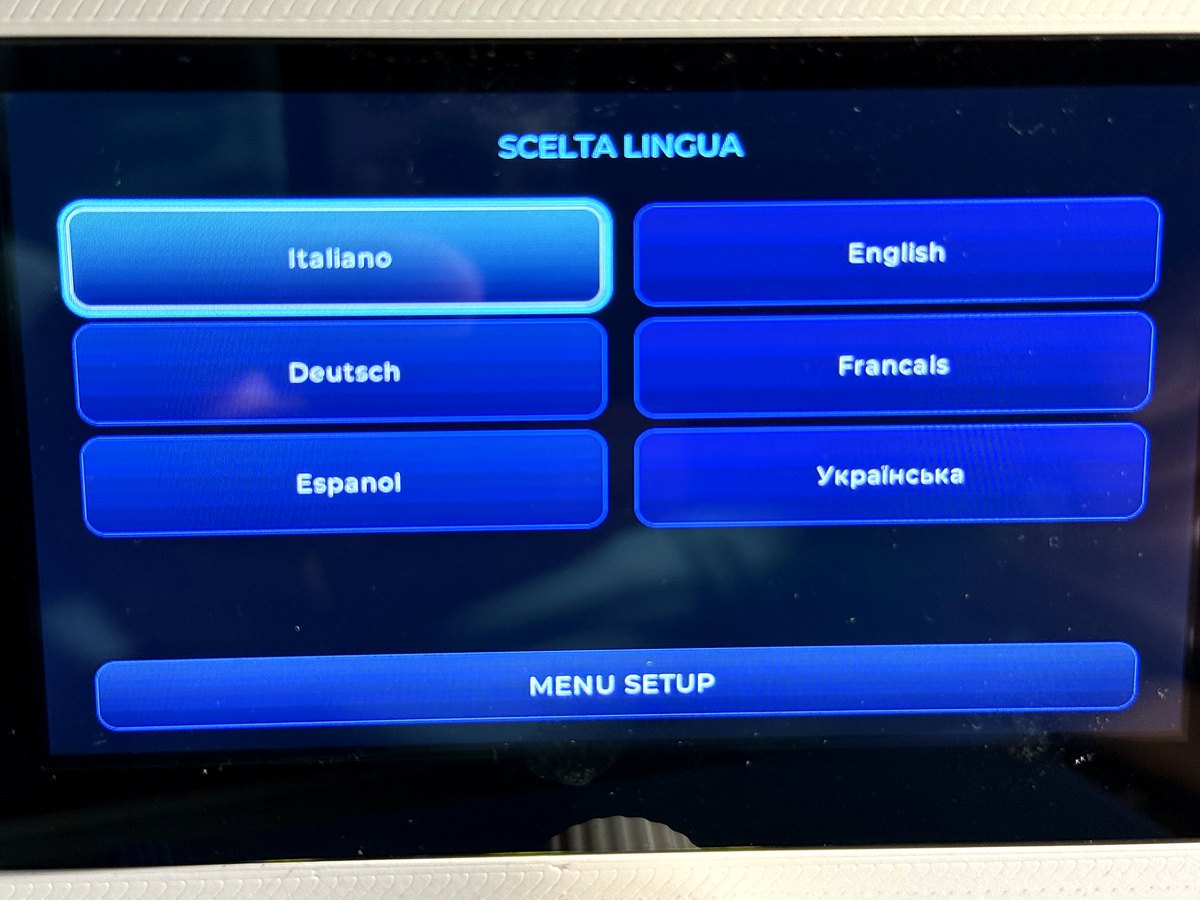 SCELTA LINGUA
Italiano
English
Deutsch
Francais
Espanol
Українська
MENU SETUP